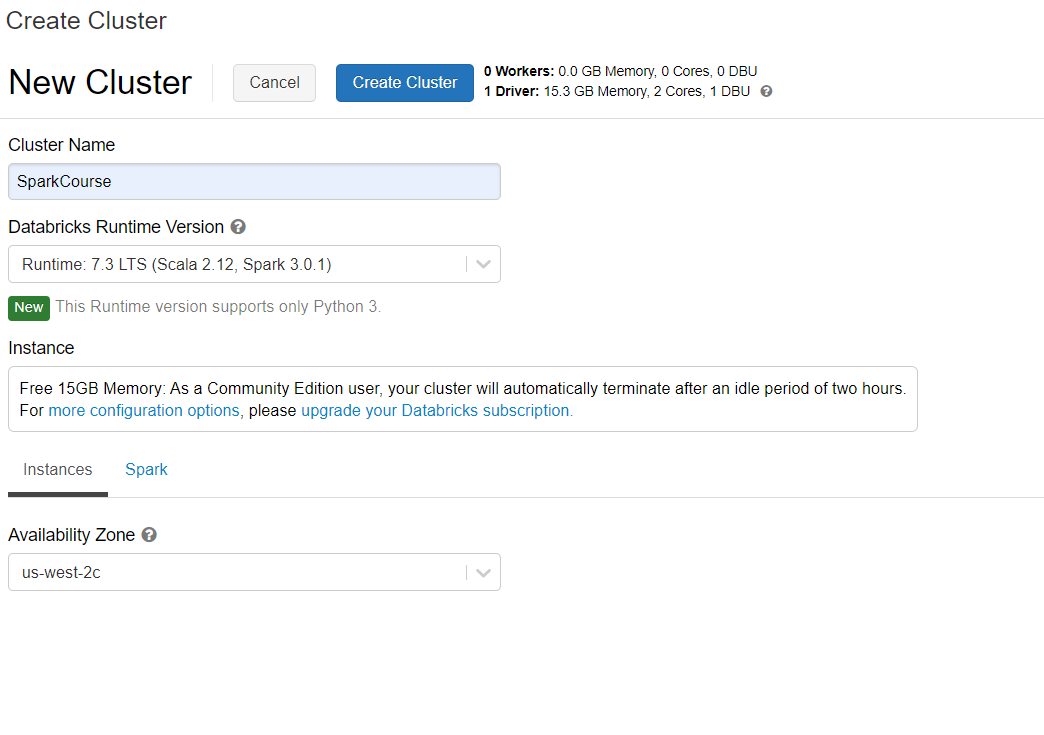 Create Cluster
New Cluster
Cancel
Create Cluster
0 Workers: 0.0 GB Memory, 0 Cores, 0 DBU
1 Driver: 15.3 GB Memory, 2 Cores, 1 DBU ?
Cluster Name
SparkCourse
Databricks Runtime Version ?
Runtime: 7.3 LTS (Scala 2.12, Spark 3.0.1)
New This Runtime version supports only Python 3.
Instance
Free 15GB Memory: As a Community Edition user, your cluster will automatically terminate after an idle period of two hours.
For more configuration options, please upgrade your Databricks subscription.
Instances Spark
Availability Zone ?
us-west-2c